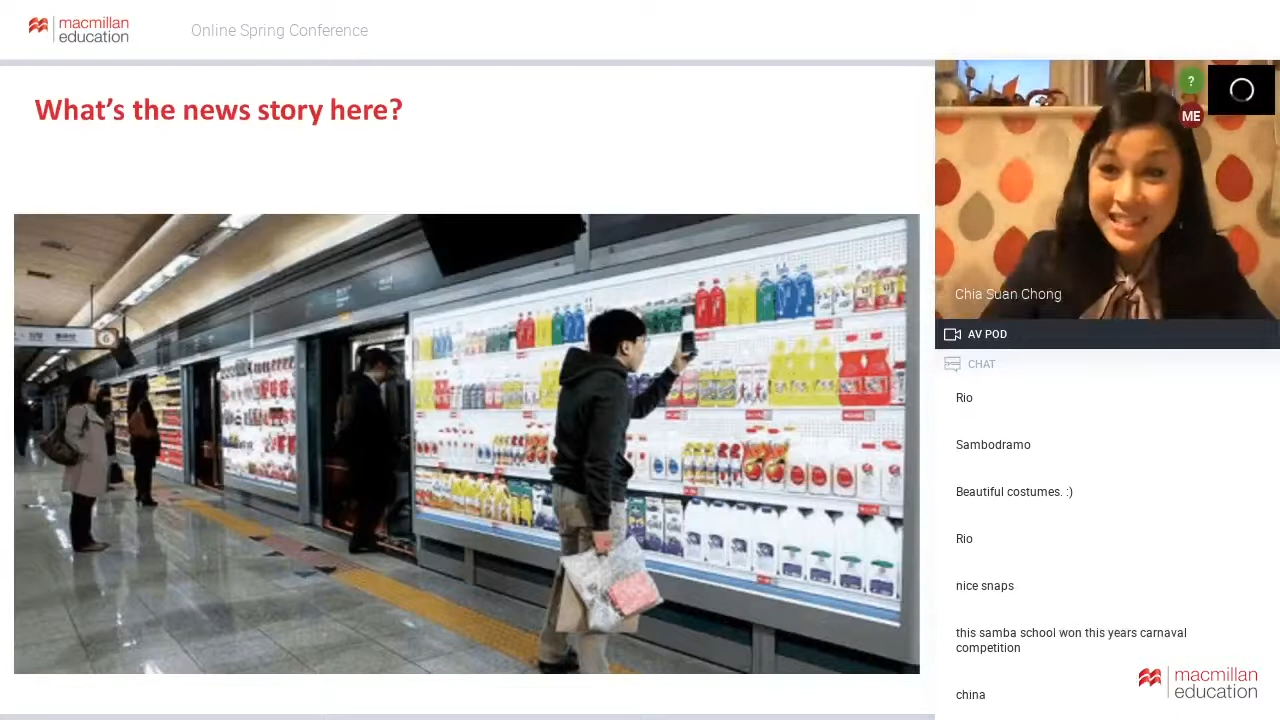 macmillan
education
Online Spring Conference
What's the news story here?
6
?
ME
Chia Suan Chong
AV POD
CHAT
Rio
Sambodramo
Beautiful costumes. :)
Rio
nice snaps
this samba school won this years carnaval
competition
china
macmillan
education